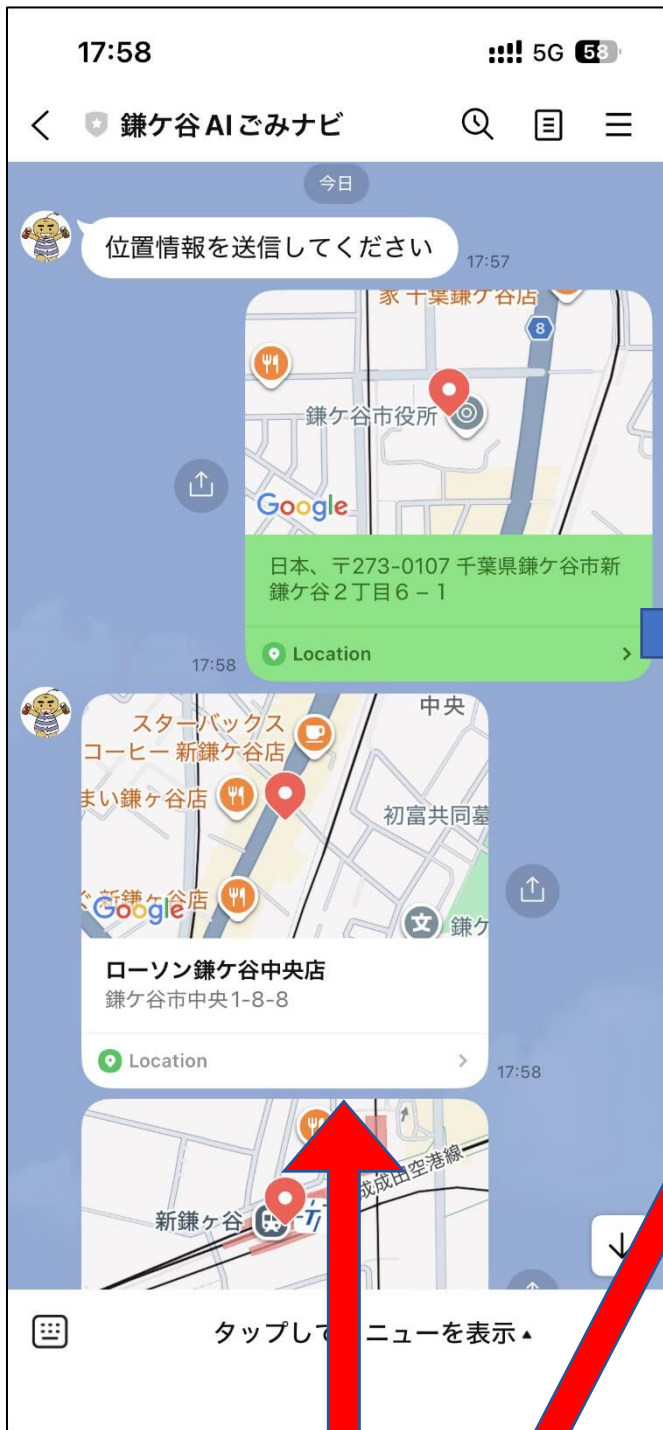 17:58
5G 58
鎌ケ谷AIごみナビ
今日
位置情報を送信してください
17:57
家 千葉鎌ケ谷店
8
鎌ケ谷市役所
Google
日本、〒273-0107 千葉県鎌ケ谷市新
鎌ケ谷2丁目6－1
Location
17:58
中央
スターバックス
コーヒー 新鎌ケ谷店
まい鎌ヶ谷店
初富共同墓
新鎌ヶ谷店
Google
文
鎌ケ
ローソン鎌ケ谷中央店
鎌ケ谷市中央1-8-8
Location
17:58
成成田空港線
新鎌ヶ谷
タップして
ニューを表示▲